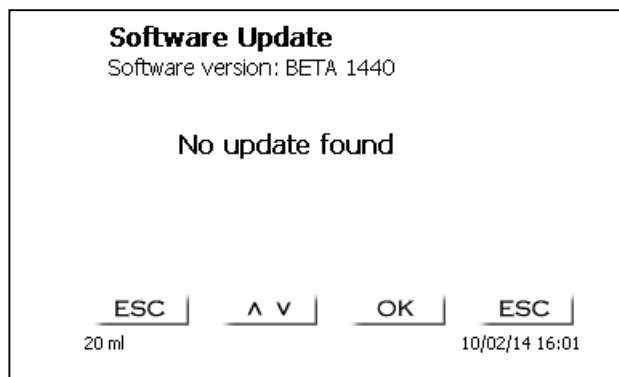 Software Update
Software version: BETA 1440
No update found
ESC ∧ ∨ OK ESC
20 ml 10/02/14 16:01